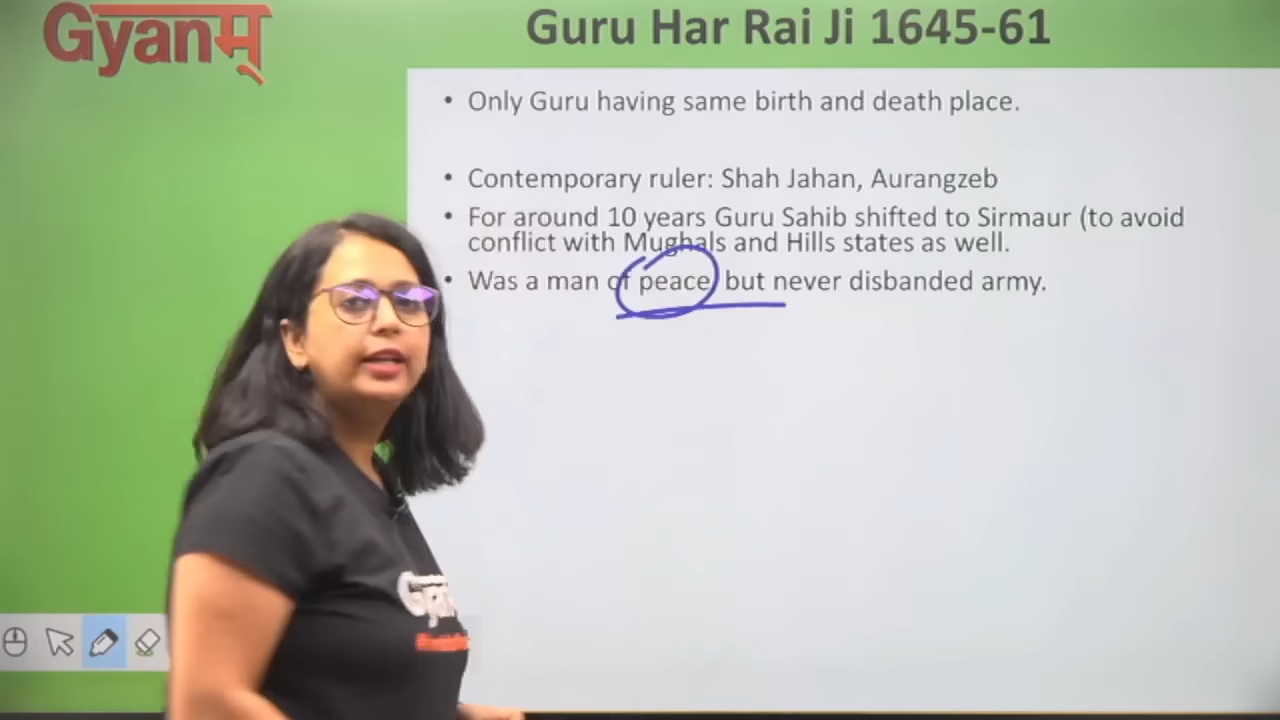 Gyanम्
Guru Har Rai Ji 1645-61
• Only Guru having same birth and death place.
• Contemporary ruler: Shah Jahan, Aurangzeb
• For around 10 years Guru Sahib shifted to Sirmaur (to avoid
conflict with Mughals and Hills states as well.
• Was a man of peace but never disbanded army.